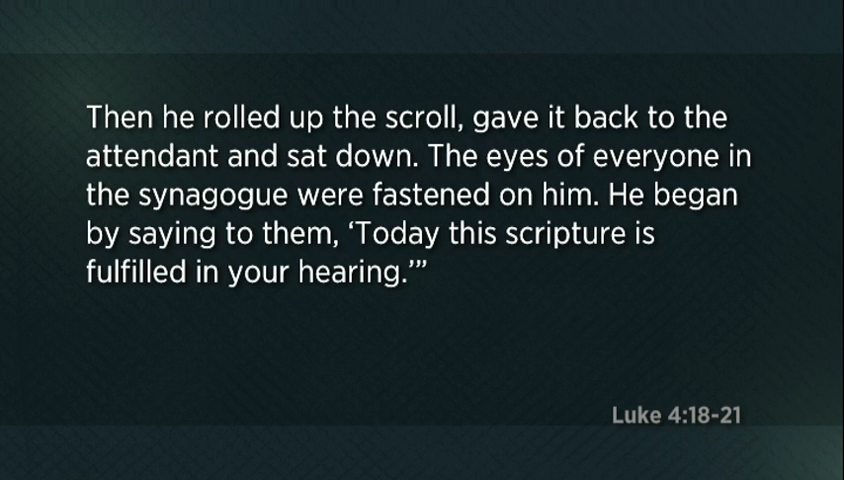 Then he rolled up the scroll, gave it back to the
attendant and sat down. The eyes of everyone in
the synagogue were fastened on him. He began
by saying to them, ‘Today this scripture is
fulfilled in your hearing.’”
Luke 4:18-21